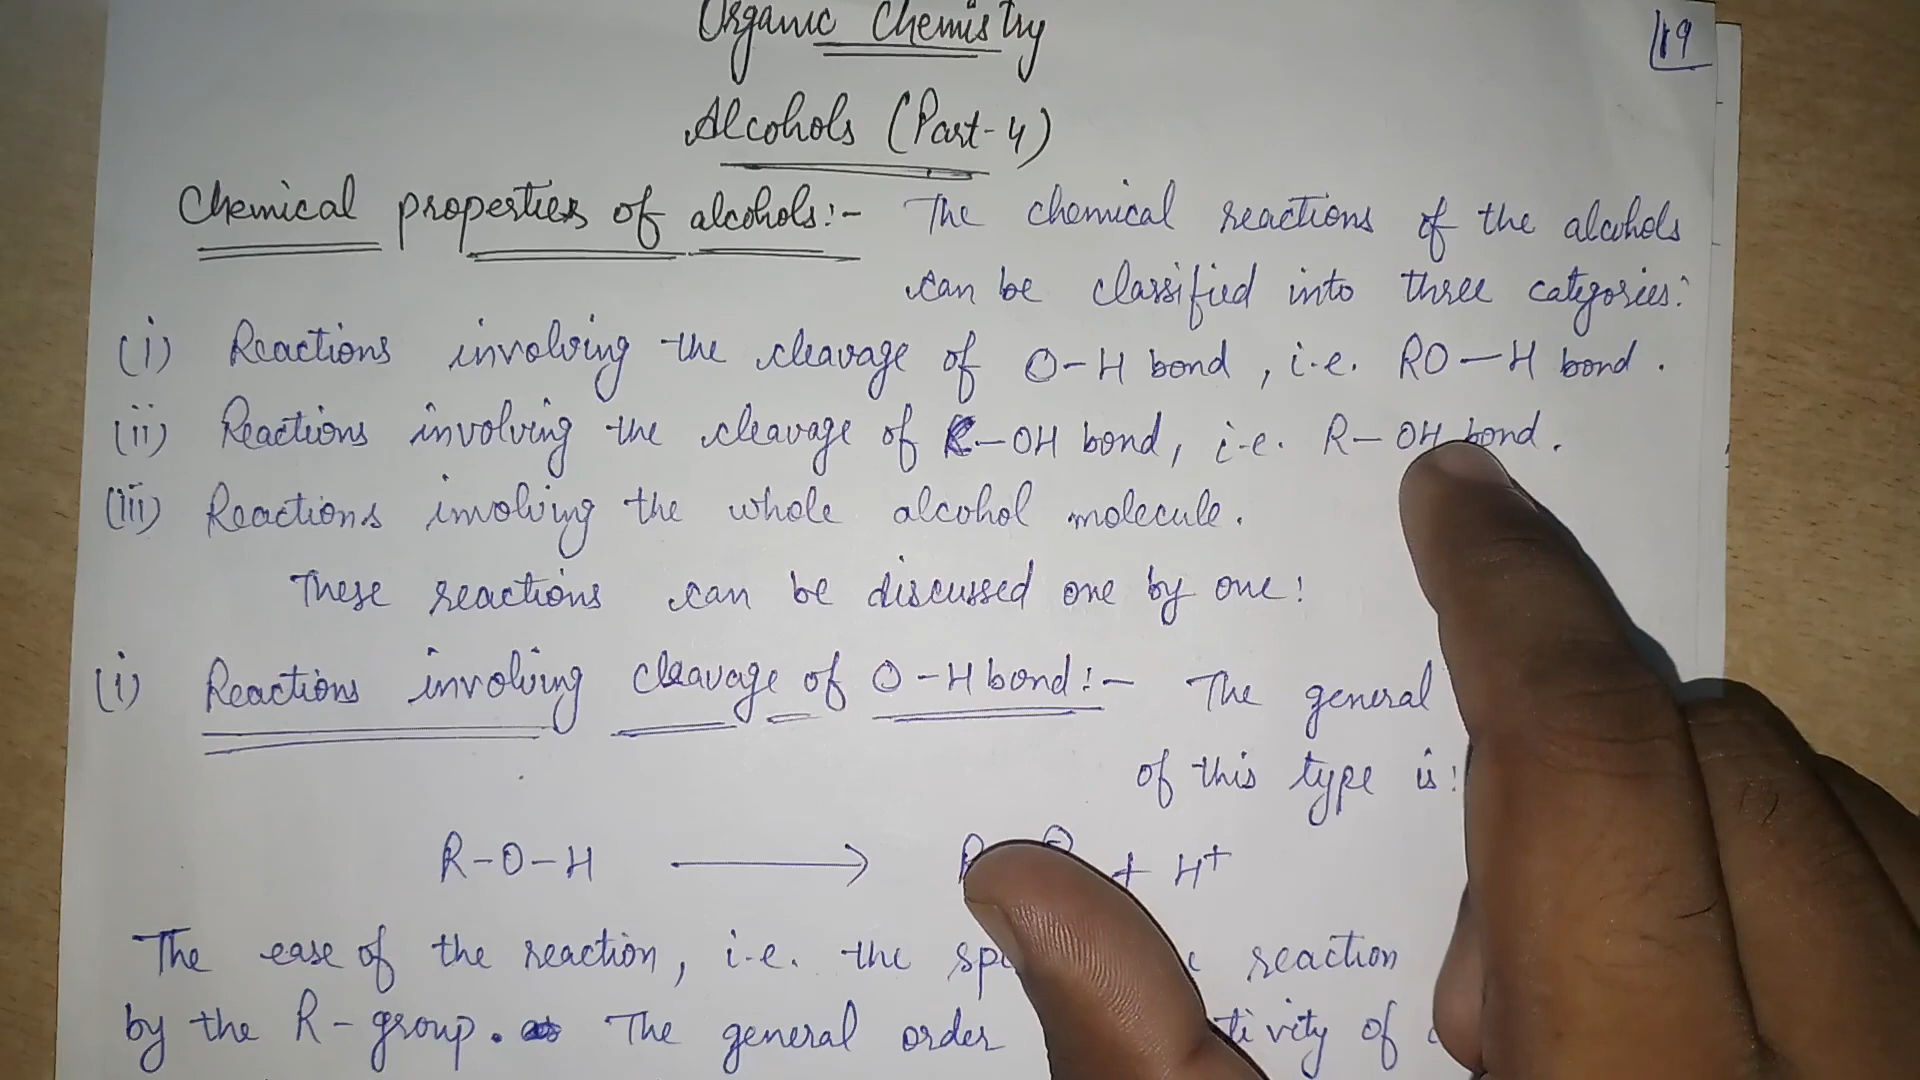 Organic Chemistry
19
Alcohols (Part-4)
Chemical properties of alcohols:- The chemical reactions of the alcohols
can be classified into three categories:
(i) Reactions involving the cleavage of O-H bond, i.e. RO-H bond.
(ii) Reactions involving the cleavage of C-OH bond, i.e. R-OH bond.
(iii) Reactions involving the whole alcohol molecule.
These reactions can be discussed one by one:
(i) Reactions involving cleavage of O-H bond:- The general
of this type is:
R-O-H ⟶ + H⁺
The ease of the reaction, i.e. the reaction
by the R-group. The general order of